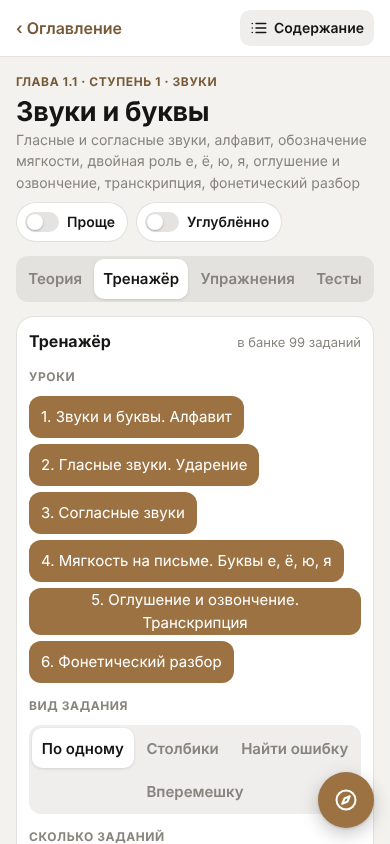 ‹ Оглавление
Содержание
ГЛАВА 1.1 · СТУПЕНЬ 1 · ЗВУКИ
Звуки и буквы
Гласные и согласные звуки, алфавит, обозначение
мягкости, двойная роль е, ё, ю, я, оглушение и
озвончение, транскрипция, фонетический разбор
Проще
Углублённо
Теория
Тренажёр
Упражнения
Тесты
Тренажёр
в банке 99 заданий
УРОКИ
1. Звуки и буквы. Алфавит
2. Гласные звуки. Ударение
3. Согласные звуки
4. Мягкость на письме. Буквы е, ё, ю, я
5. Оглушение и озвончение.
Транскрипция
6. Фонетический разбор
ВИД ЗАДАНИЯ
По одному
Столбики
Найти ошибку
Вперемешку
СКОЛЬКО ЗАДАНИЙ